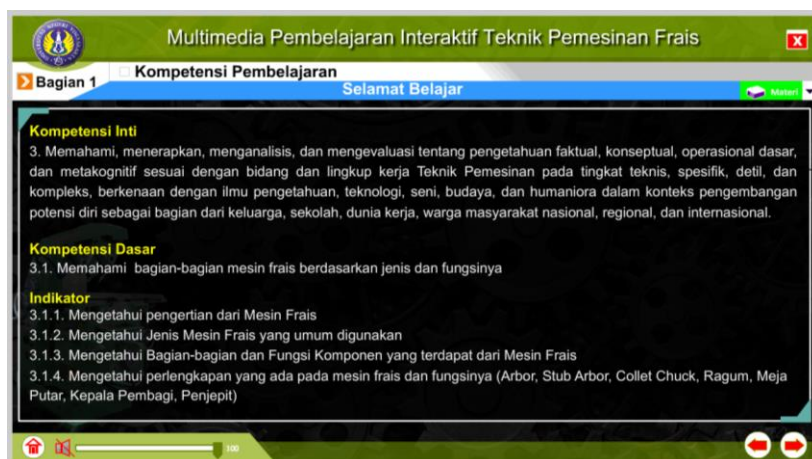 Multimedia Pembelajaran Interaktif Teknik Pemesinan Frais
X
Bagian 1
Kompetensi Pembelajaran
Selamat Belajar
Materi
Kompetensi Inti
3. Memahami, menerapkan, menganalisis, dan mengevaluasi tentang pengetahuan faktual, konseptual, operasional dasar,
dan metakognitif sesuai dengan bidang dan lingkup kerja Teknik Pemesinan pada tingkat teknis, spesifik, detil, dan
kompleks, berkenaan dengan ilmu pengetahuan, teknologi, seni, budaya, dan humaniora dalam konteks pengembangan
potensi diri sebagai bagian dari keluarga, sekolah, dunia kerja, warga masyarakat nasional, regional, dan internasional.
Kompetensi Dasar
3.1. Memahami bagian-bagian mesin frais berdasarkan jenis dan fungsinya
Indikator
3.1.1. Mengetahui pengertian dari Mesin Frais
3.1.2. Mengetahui Jenis Mesin Frais yang umum digunakan
3.1.3. Mengetahui Bagian-bagian dan Fungsi Komponen yang terdapat dari Mesin Frais
3.1.4. Mengetahui perlengkapan yang ada pada mesin frais dan fungsinya (Arbor, Stub Arbor, Collet Chuck, Ragum, Meja
Putar, Kepala Pembagi, Penjepit)
100